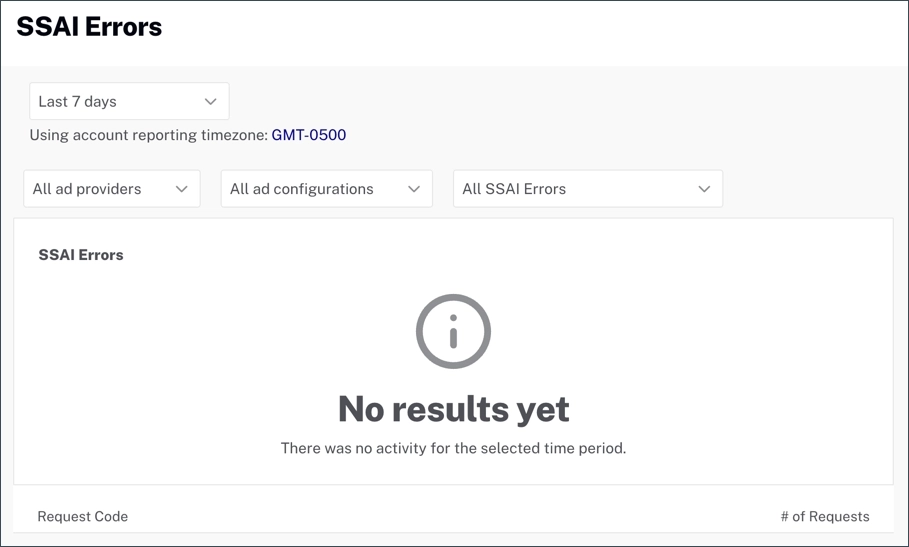 SSAI Errors
Last 7 days
Using account reporting timezone: GMT-0500
All ad providers
All ad configurations
All SSAI Errors
SSAI Errors
No results yet
There was no activity for the selected time period.
Request Code
# of Requests